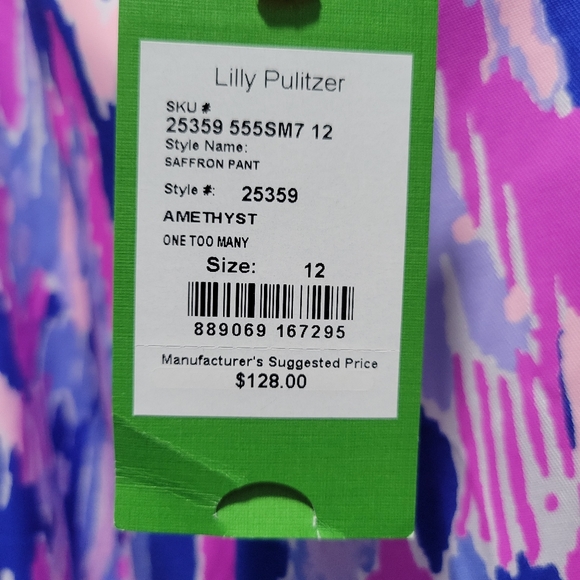 Lilly Pulitzer
SKU #
25359 555SM7 12
Style Name:
SAFFRON PANT
Style #: 25359
AMETHYST
ONE TOO MANY
Size: 12
889069 167295
Manufacturer's Suggested Price
$128.00